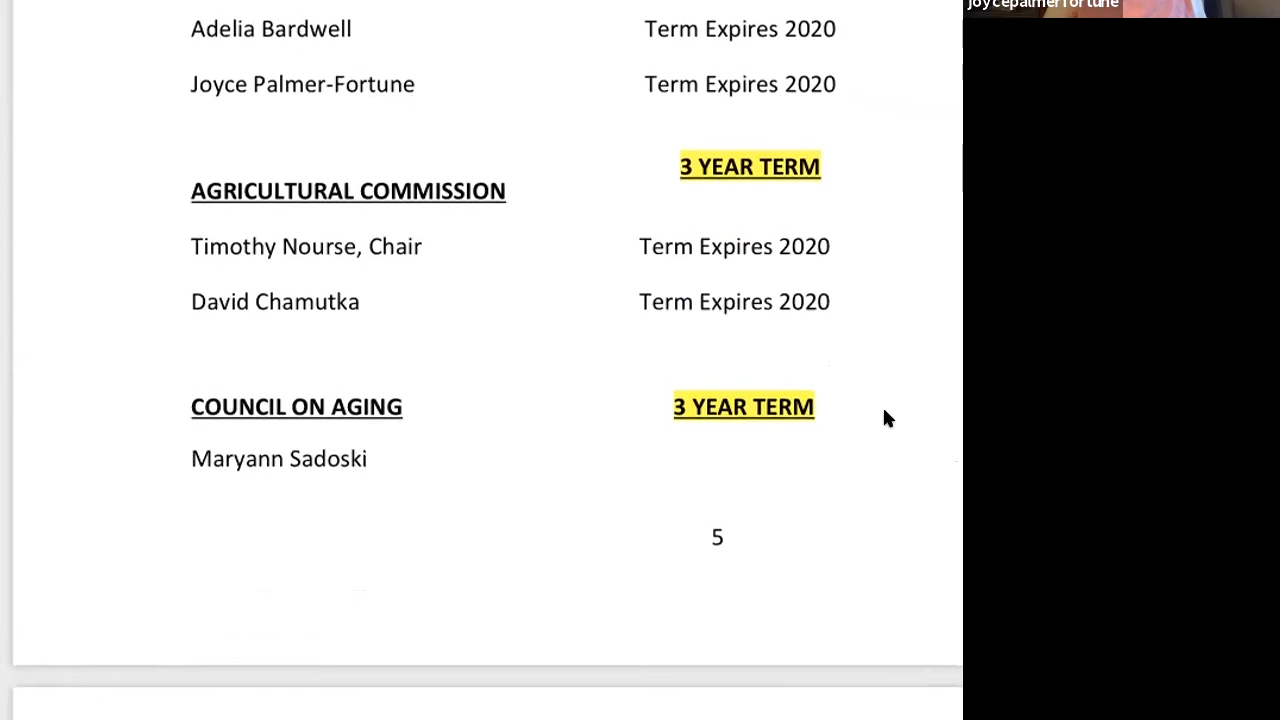 joycepalmerfortune
Adelia Bardwell Term Expires 2020
Joyce Palmer-Fortune Term Expires 2020
3 YEAR TERM
AGRICULTURAL COMMISSION
Timothy Nourse, Chair Term Expires 2020
David Chamutka Term Expires 2020
COUNCIL ON AGING 3 YEAR TERM
Maryann Sadoski
5